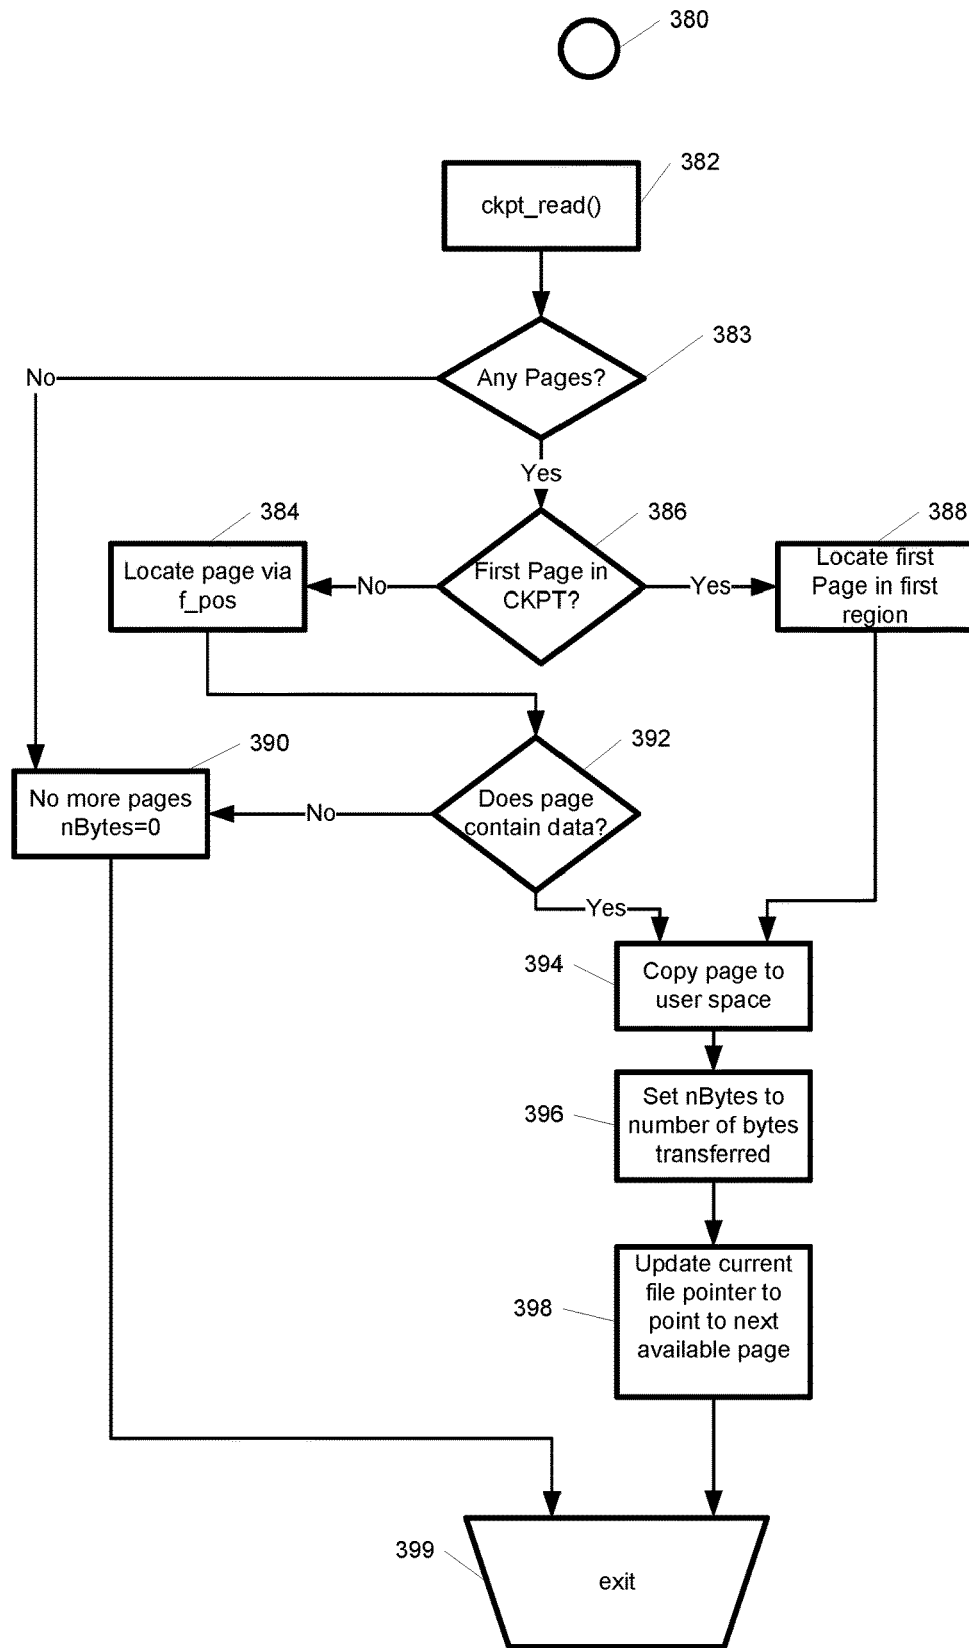 380
382
ckpt_read()
383
Any Pages?
No
Yes
384
386
388
Locate page via
f_pos
No
First Page in
CKPT?
Yes
Locate first
Page in first
region
390
392
No more pages
nBytes=0
No
Does page
contain data?
Yes
394
Copy page to
user space
396
Set nBytes to
number of bytes
transferred
398
Update current
file pointer to
point to next
available page
399
exit